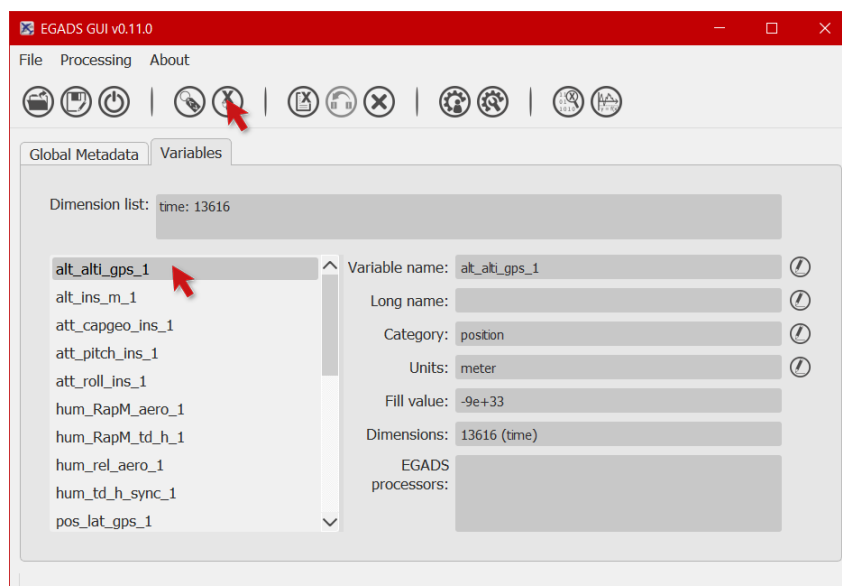 EGADS GUI v0.11.0
File Processing About
Global Metadata Variables
Dimension list: time: 13616
alt_alti_gps_1
alt_ins_m_1
att_capgeo_ins_1
att_pitch_ins_1
att_roll_ins_1
hum_RapM_aero_1
hum_RapM_td_h_1
hum_rel_aero_1
hum_td_h_sync_1
pos_lat_gps_1
Variable name: alt_alti_gps_1
Long name:
Category: position
Units: meter
Fill value: -9e+33
Dimensions: 13616 (time)
EGADS
processors: